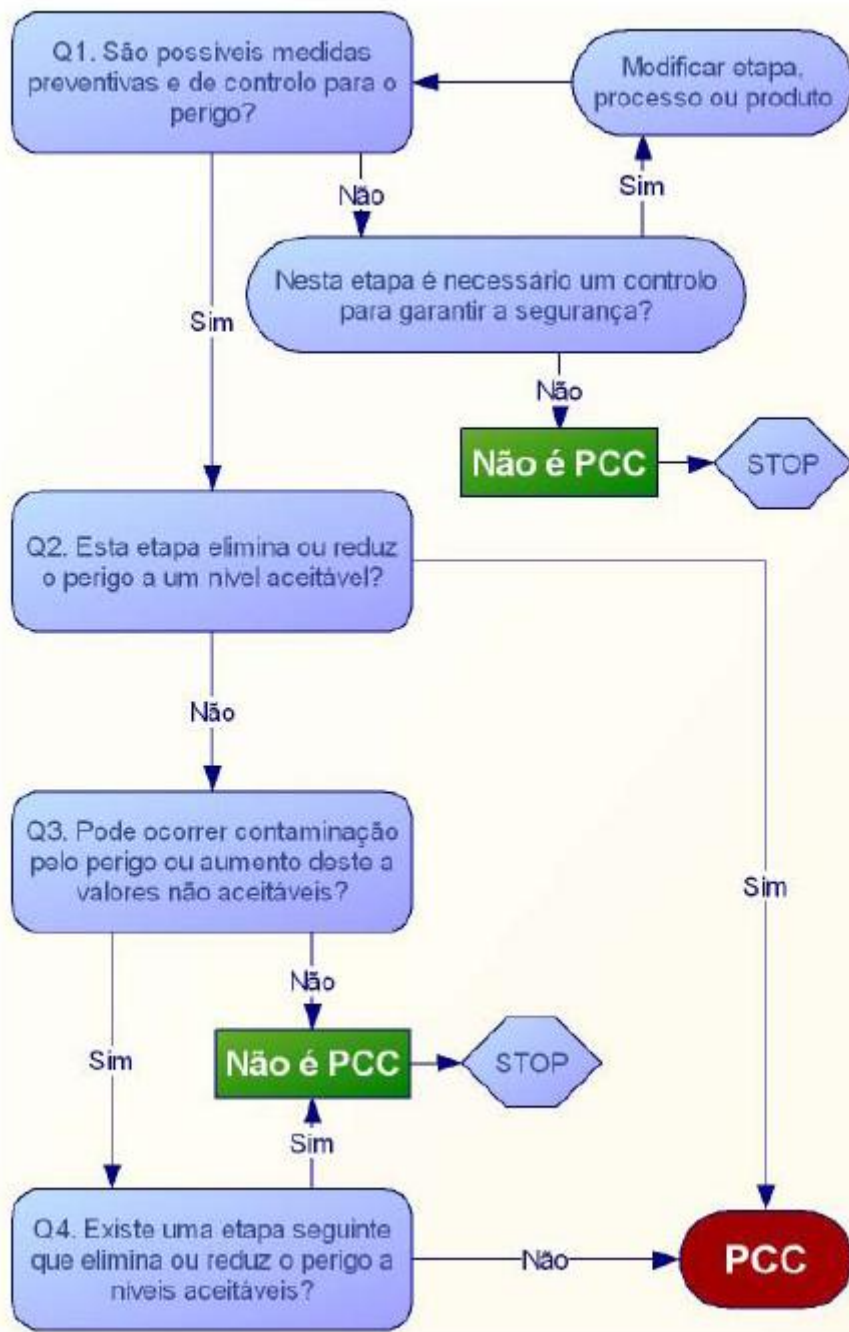 Q1. São possiveis medidas
preventivas e de controlo para o
perigo?
Modificar etapa,
processo ou produto
Não
Sim
Nesta etapa é necessário um controlo
para garantir a segurança?
Sim
Não
Não é PCC
STOP
Q2. Esta etapa elimina ou reduz
o perigo a um nivel aceitável?
Não
Q3. Pode ocorrer contaminação
pelo perigo ou aumento deste a
valores não aceitáveis?
Sim
Não
Sim
Não é PCC
STOP
Sim
Q4. Existe uma etapa seguinte
que elimina ou reduz o perigo a
niveis aceitáveis?
Não
PCC